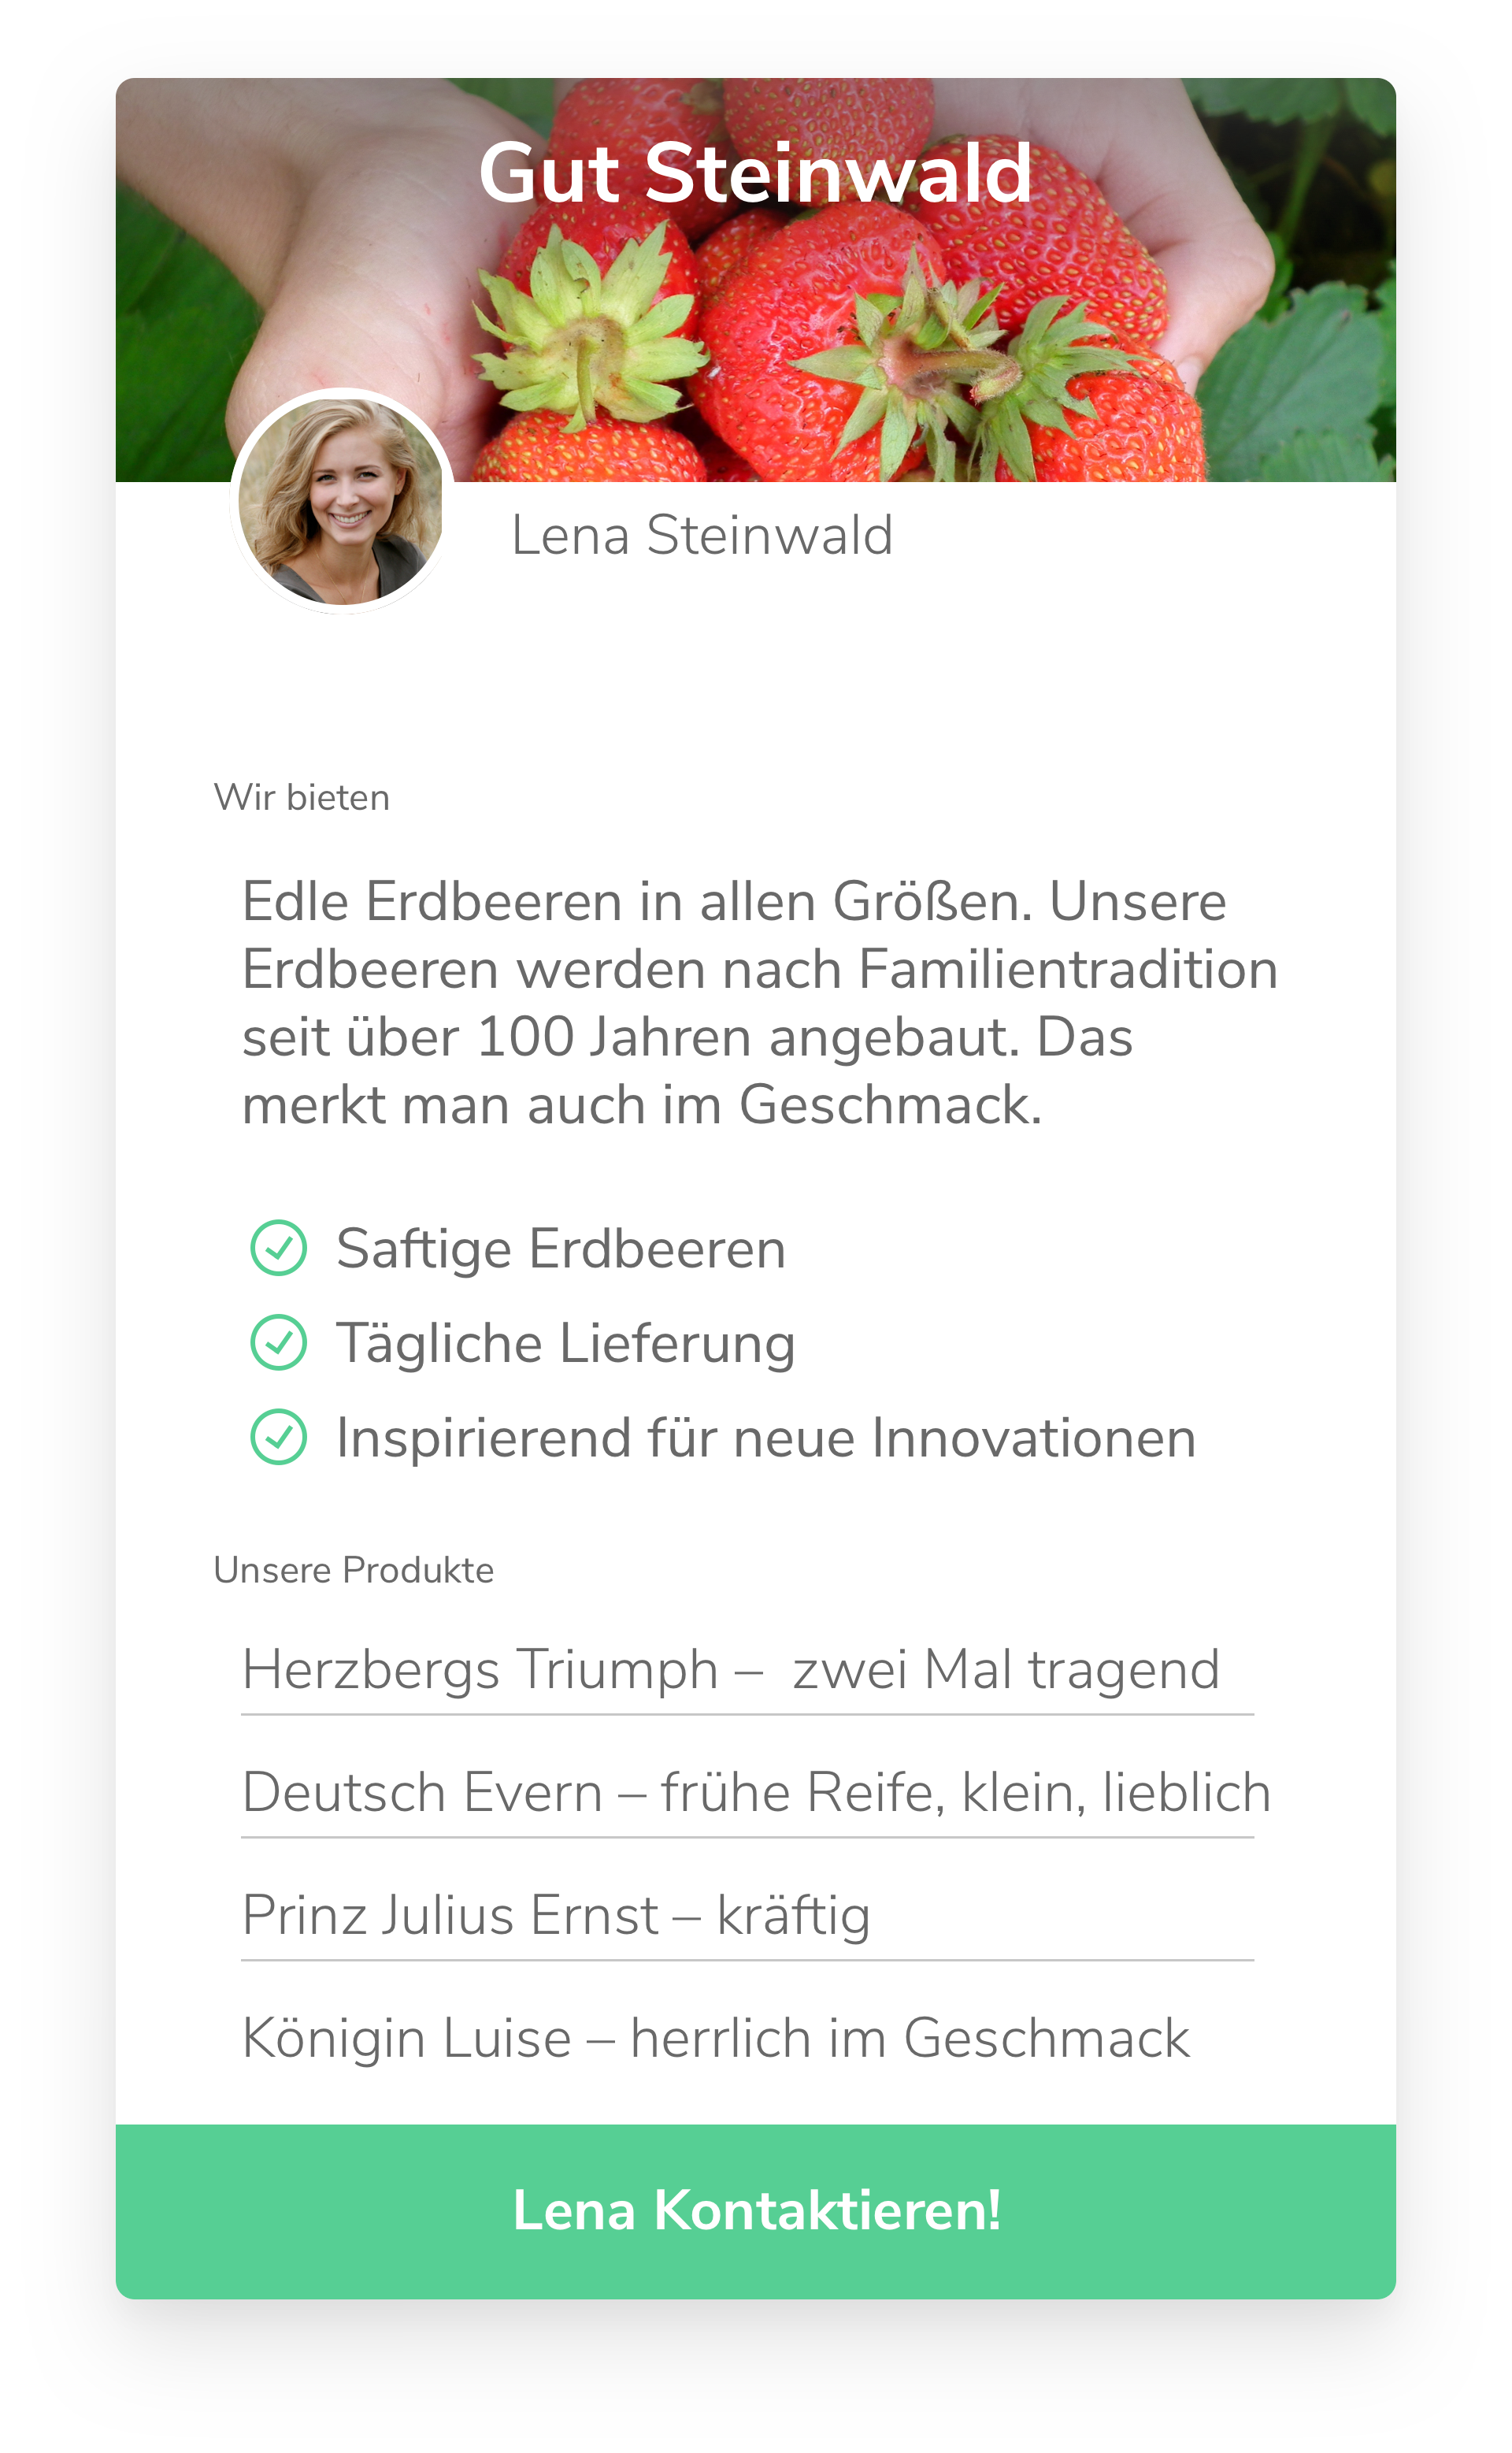 Gut Steinwald
Lena Steinwald
Wir bieten
Edle Erdbeeren in allen Größen. Unsere
Erdbeeren werden nach Familientradition
seit über 100 Jahren angebaut. Das
merkt man auch im Geschmack.
Saftige Erdbeeren
Tägliche Lieferung
Inspirierend für neue Innovationen
Unsere Produkte
Herzbergs Triumph –  zwei Mal tragend
Deutsch Evern – frühe Reife, klein, lieblich
Prinz Julius Ernst – kräftig
Königin Luise – herrlich im Geschmack
Lena Kontaktieren!